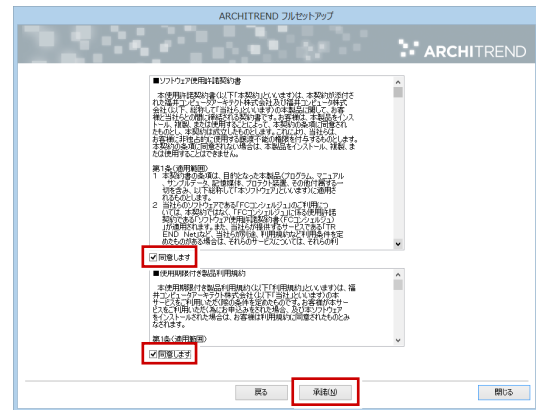 ARCHITREND フルセットアップ
ARCHITREND
■ソフトウェア使用許諾契約書
本使用許諾契約書(以下「本契約」といいます)は、本契約が添付さ
れた福井コンピュータアーキテクト株式会社及び福井コンピュータ株式
会社(以下、総称して「当社ら」といいます)の本製品に関して、お客
様と当社らとの間に締結される契約書です。お客様は、本製品をインス
トール、複製、または使用することによって、本契約の条項に同意され
たものとし、本契約は成立したものとします。これにより、当社らは、
お客様に非独占的に使用する譲渡不能の権限を付与するものとします。
本契約の条項に同意されない場合は、本製品をインストール、複製、ま
たは使用することはできません。
第1条(適用範囲)
1 本契約書の条項は、目的となった本製品(プログラム、マニュアル
、サンプルデータ、記憶媒体、プロテクト装置、その他付属する一
切を含み、以下総称して「本ソフトウェア」といいます)に適用さ
れるものとします。
2 当社らのソフトウェアである「FCコンシェルジュ」のご利用につ
いては、本契約ではなく、「FCコンシェルジュ」に係る使用許諾
契約である「ソフトウェア使用許諾契約書(FCコンシェルジュ)
」が適用されます。また、当社らが提供するサービスである「TR
END Net」など、当社らが別途、利用規約など利用条件を定
めたものがある場合は、それらのサービスについては、それらの利
同意します
■使用期限付き製品利用規約
本使用期限付き製品利用規約(以下「利用規約」といいます)は、福
井コンピュータアーキテクト株式会社(以下「当社」といいます)の本
サービスをご利用いただく際の条件を定めたものです。お客様が本サー
ビスをご利用いただく為にお申込みをされた場合、及び本ソフトウェア
をインストールされた場合は、お客様は利用規約に同意されたものとみ
なされます。
第1条(適用範囲)
同意します
戻る
承諾(N)
閉じる